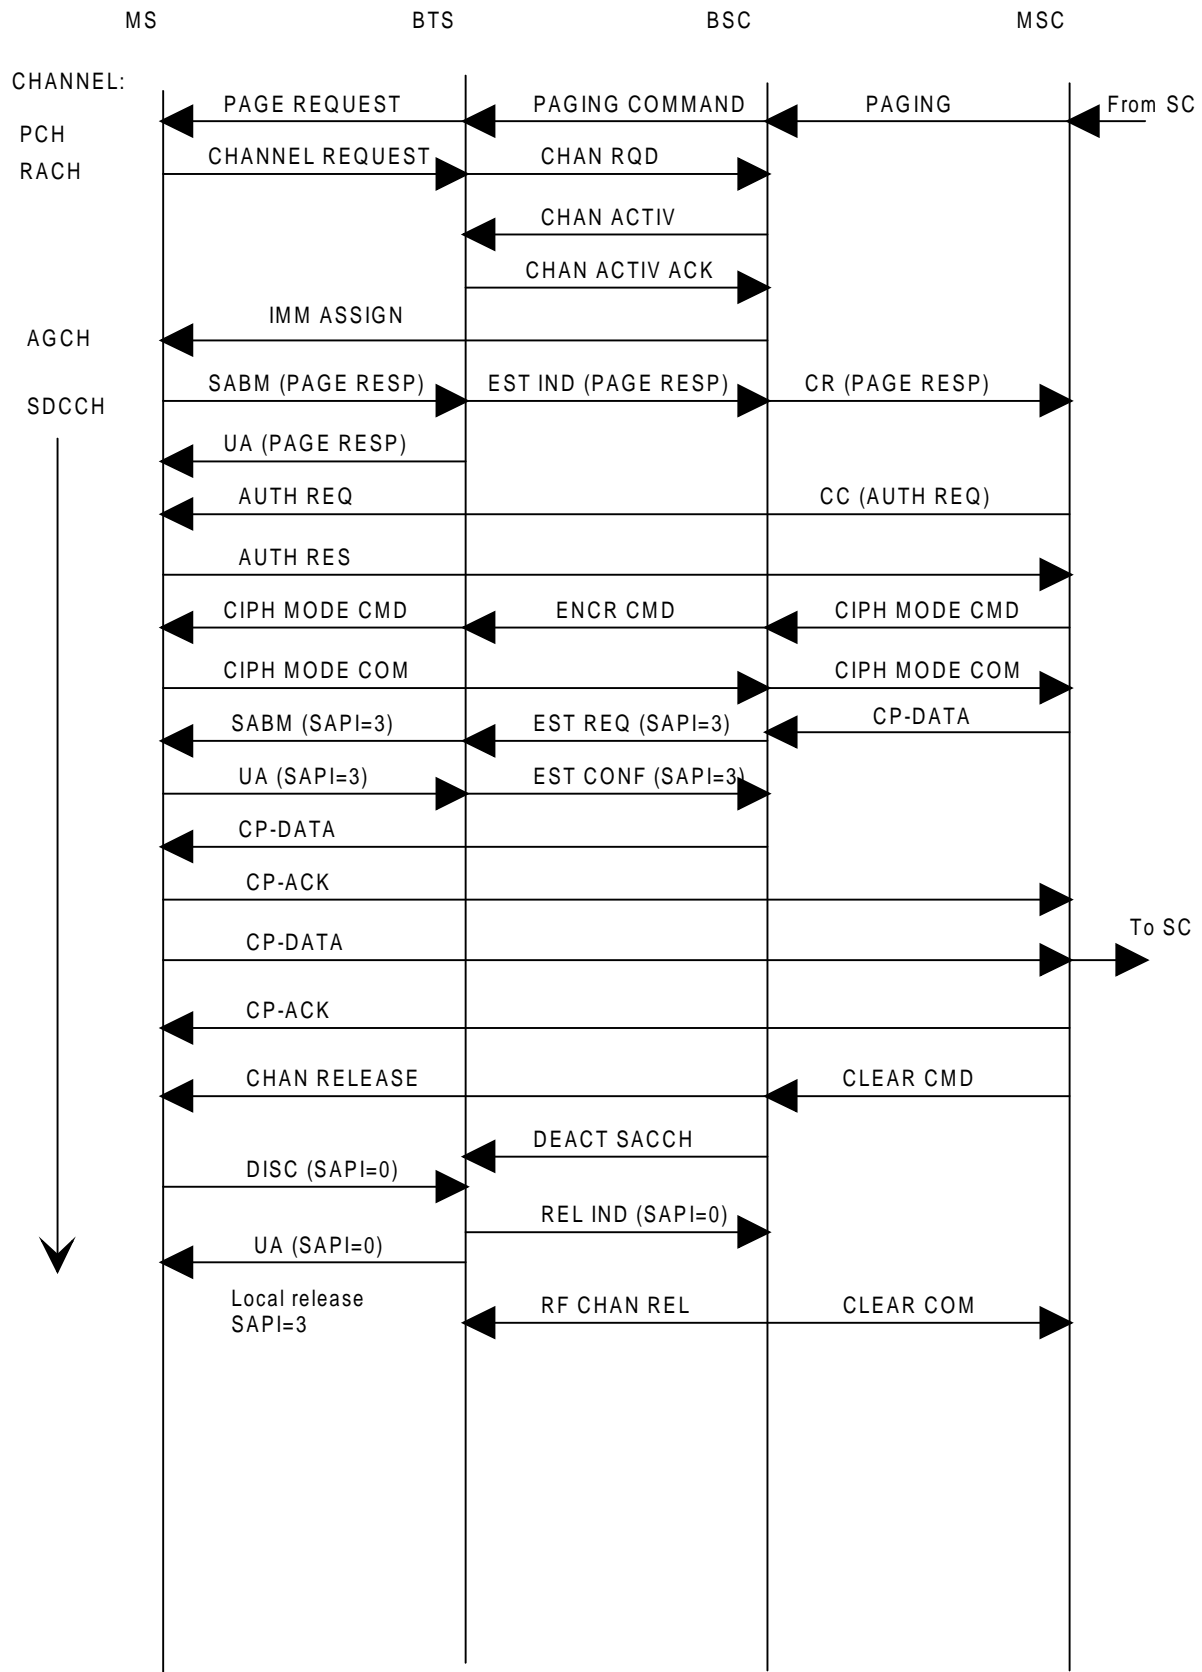 MS BTS BSC MSC
CHANNEL:
PAGE REQUEST PAGING COMMAND PAGING From SC
PCH
CHANNEL REQUEST CHAN RQD
RACH
CHAN ACTIV
CHAN ACTIV ACK
IMM ASSIGN
AGCH
SABM (PAGE RESP) EST IND (PAGE RESP) CR (PAGE RESP)
SDCCH
UA (PAGE RESP)
AUTH REQ CC (AUTH REQ)
AUTH RES
CIPH MODE CMD ENCR CMD CIPH MODE CMD
CIPH MODE COM CIPH MODE COM
SABM (SAPI=3) EST REQ (SAPI=3) CP-DATA
UA (SAPI=3) EST CONF (SAPI=3)
CP-DATA
CP-ACK
To SC
CP-DATA
CP-ACK
CHAN RELEASE CLEAR CMD
DEACT SACCH
DISC (SAPI=0)
REL IND (SAPI=0)
UA (SAPI=0)
Local release RF CHAN REL CLEAR COM
SAPI=3